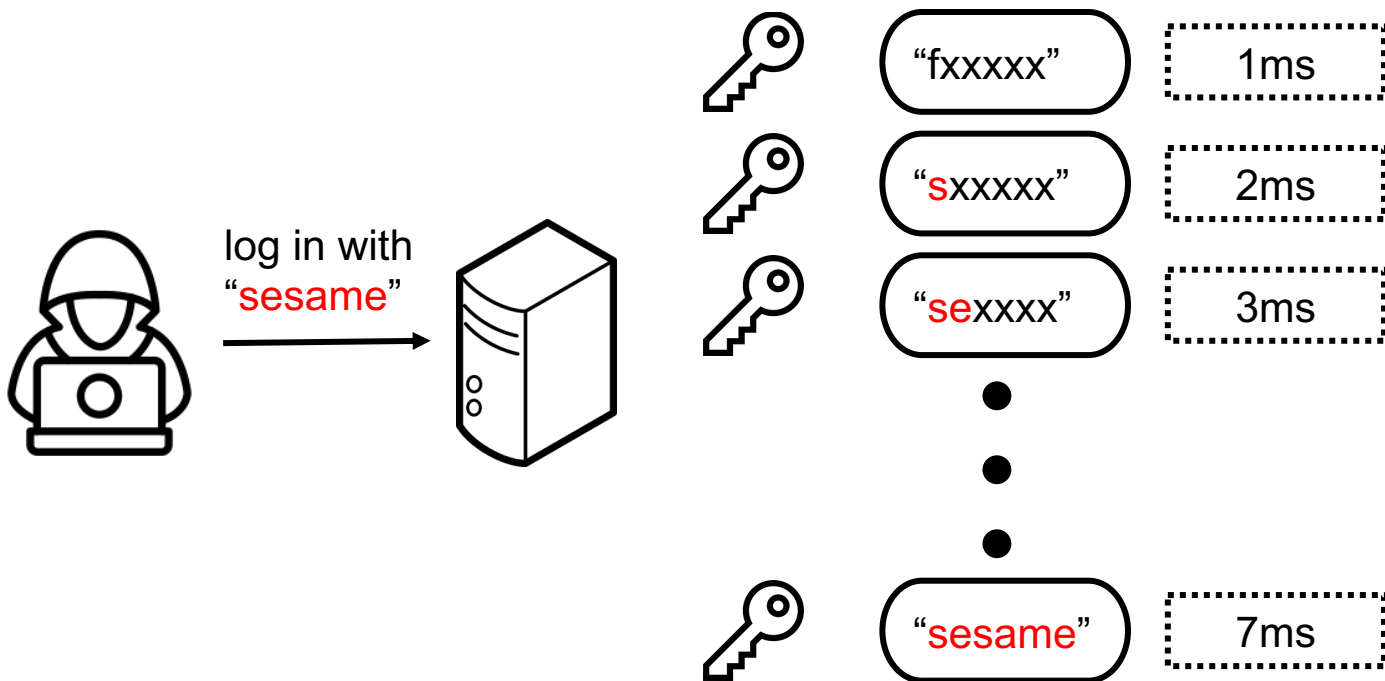 log in with
“sesame”
“fxxxxx” 1ms
“sxxxxx” 2ms
“sexxxx” 3ms
“sesame” 7ms